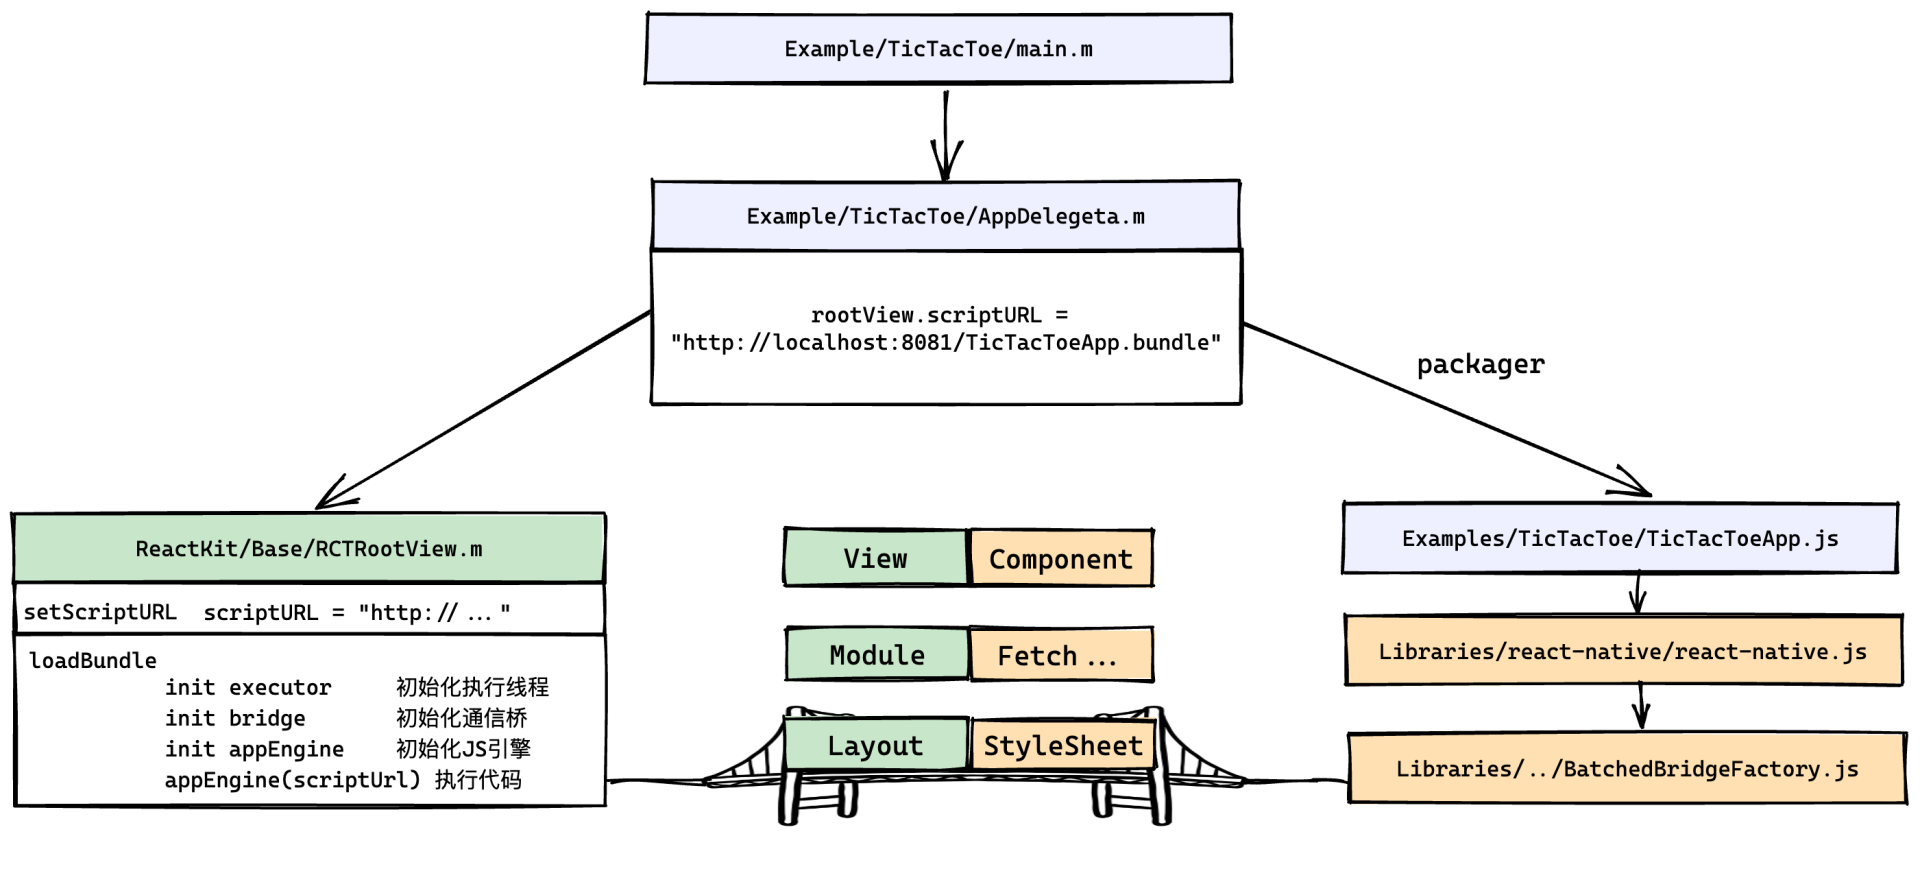 Example/TicTacToe/main.m
Example/TicTacToe/AppDelegeta.m
rootView.scriptURL =
"http://localhost:8081/TicTacToeApp.bundle"
packager
ReactKit/Base/RCTRootView.m
setScriptURL scriptURL = "http://..."
loadBundle
init executor 初始化执行线程
init bridge 初始化通信桥
init appEngine 初始化JS引擎
appEngine(scriptUrl) 执行代码
View Component
Module Fetch...
Layout StyleSheet
Examples/TicTacToe/TicTacToeApp.js
Libraries/react-native/react-native.js
Libraries/../BatchedBridgeFactory.js